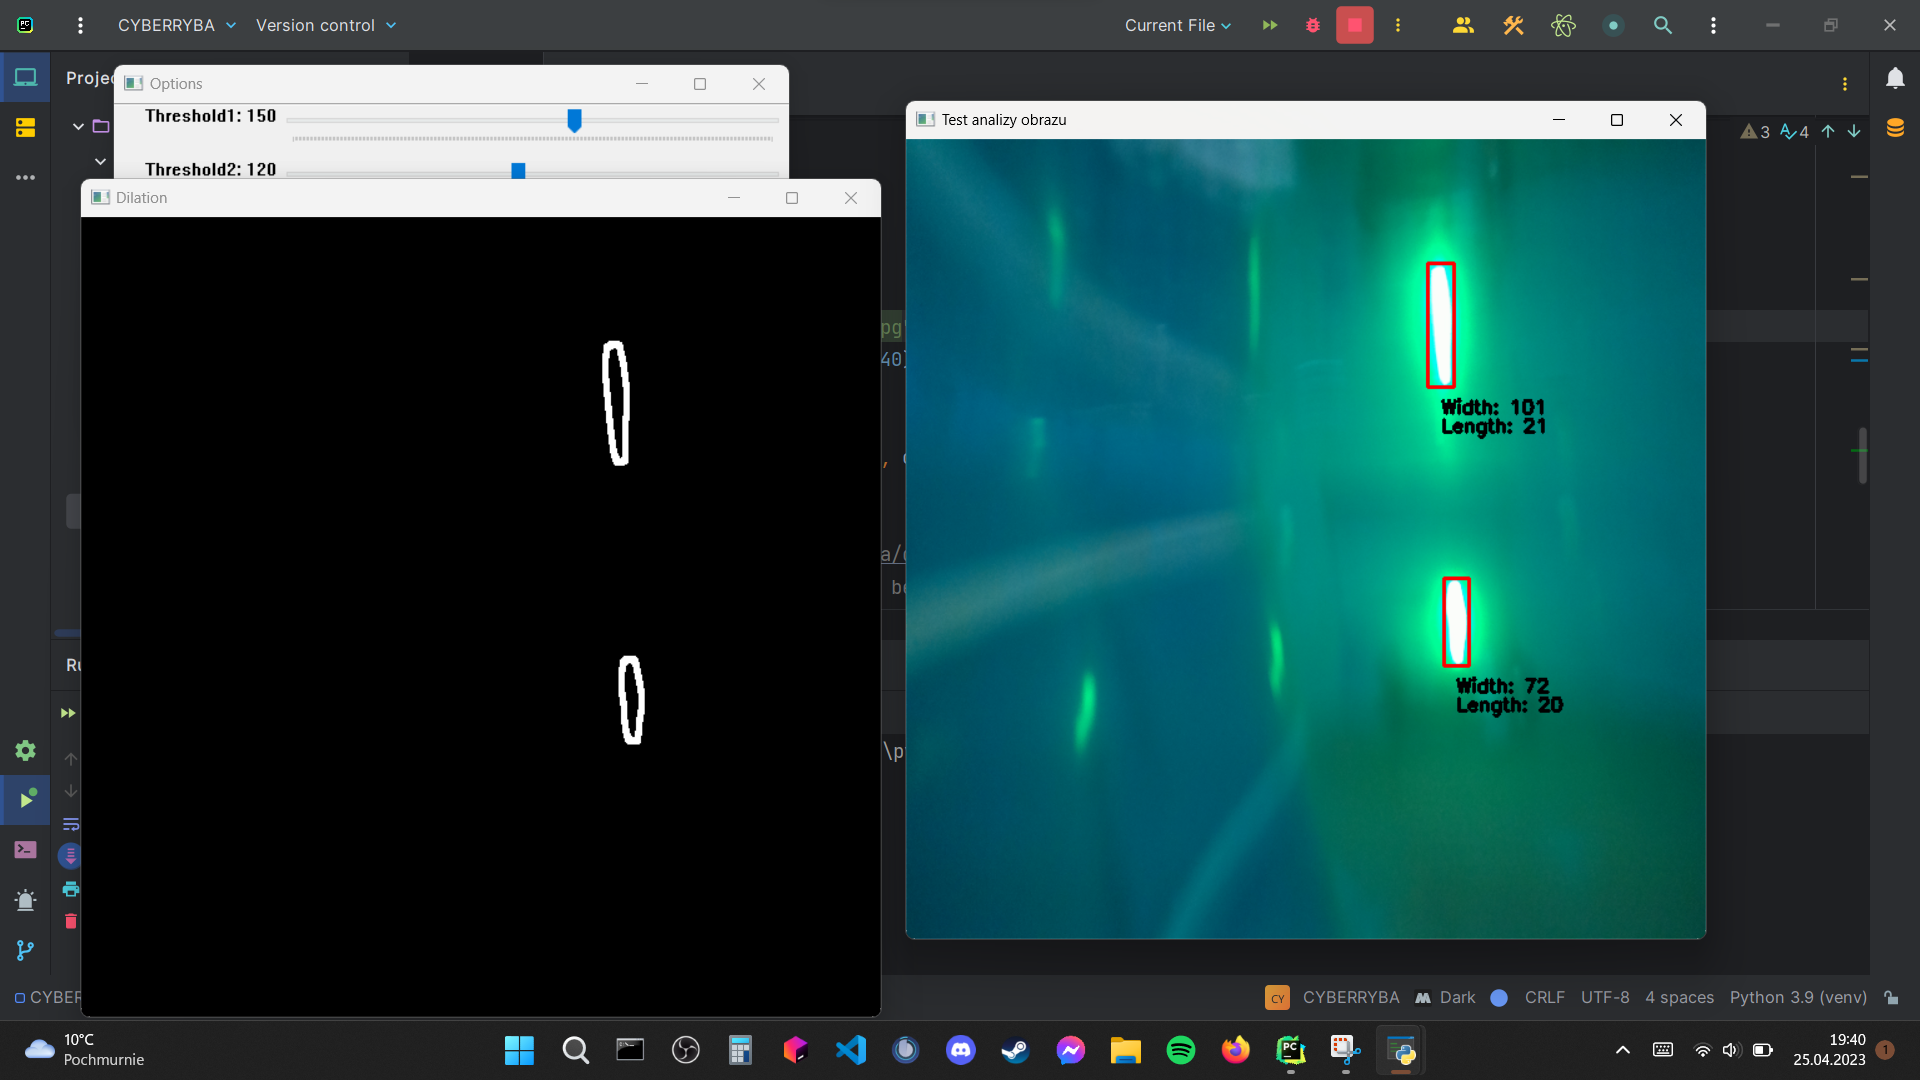 CYBERRYBA
Version control
Current File
Projec
Options
Threshold1: 150
Threshold2: 120
Dilation
Test analizy obrazu
3
4
pg
40
, c
a/
be
\p
Width: 101
Length: 21
Width: 72
Length: 20
Ru
CYBER
CY CYBERRYBA
Dark
CRLF
UTF-8
4 spaces
Python 3.9 (venv)
10°C
Pochmurnie
19:40
25.04.2023
1